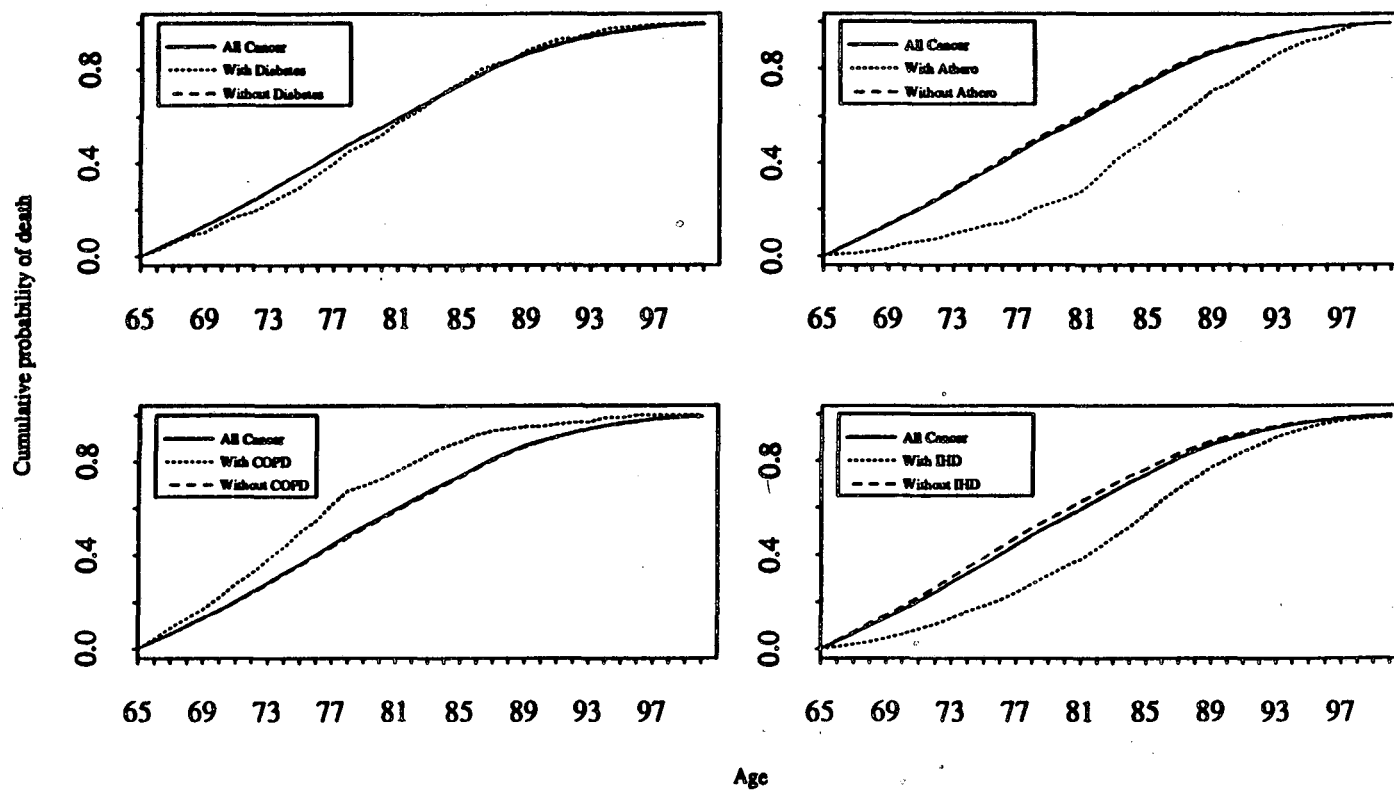 Cumulative probability of death
All Cancer
With Diabetes
Without Diabetes
0.8
0.4
0.0
65 69 73 77 81 85 89 93 97
All Cancer
With Athero
Without Athero
0.8
0.4
0.0
65 69 73 77 81 85 89 93 97
All Cancer
With COPD
Without COPD
0.8
0.4
0.0
65 69 73 77 81 85 89 93 97
All Cancer
With IHD
Without IHD
0.8
0.4
0.0
65 69 73 77 81 85 89 93 97
Age